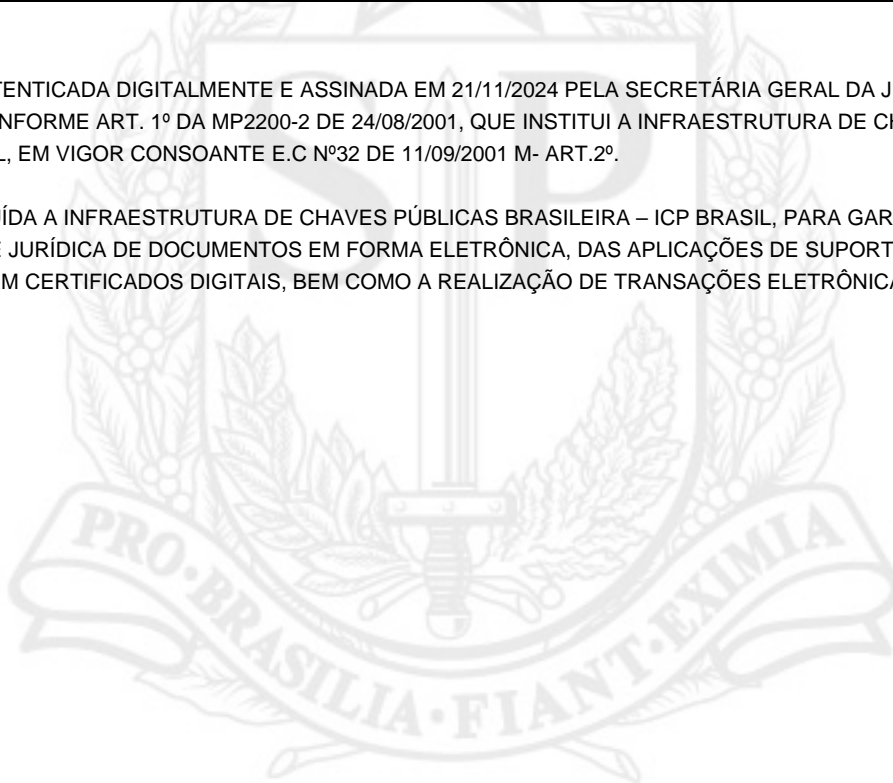 TENTICADA DIGITALMENTE E ASSINADA EM 21/11/2024 PELA SECRETÁRIA GERAL DA J
NFORME ART. 1º DA MP2200-2 DE 24/08/2001, QUE INSTITUI A INFRAESTRUTURA DE CH
L, EM VIGOR CONSOANTE E.C Nº32 DE 11/09/2001 M- ART.2º.
UÍDA A INFRAESTRUTURA DE CHAVES PÚBLICAS BRASILEIRA – ICP BRASIL, PARA GAR
E JURÍDICA DE DOCUMENTOS EM FORMA ELETRÔNICA, DAS APLICAÇÕES DE SUPORT
M CERTIFICADOS DIGITAIS, BEM COMO A REALIZAÇÃO DE TRANSAÇÕES ELETRÔNICA
SP
PRO·BRASILIA·FIANT·EXIMIA